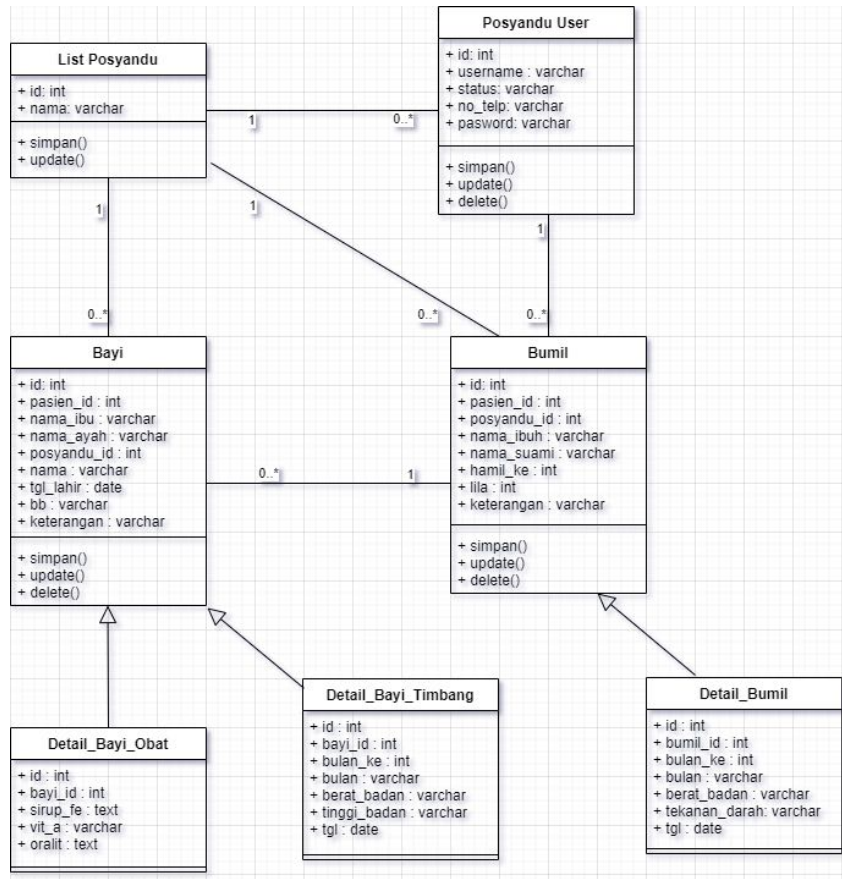 List Posyandu
+ id: int
+ nama: varchar
+ simpan()
+ update()
Posyandu User
+ id: int
+ username : varchar
+ status: varchar
+ no_telp: varchar
+ pasword: varchar
+ simpan()
+ update()
+ delete()
1
0..*
1
0..*
1
0..*
1
0..*
Bayi
+ id: int
+ pasien_id : int
+ nama_ibu : varchar
+ nama_ayah : varchar
+ posyandu_id : int
+ nama : varchar
+ tgl_lahir : date
+ bb : varchar
+ keterangan : varchar
+ simpan()
+ update()
+ delete()
0..*
1
Bumil
+ id: int
+ pasien_id : int
+ posyandu_id : int
+ nama_ibuh : varchar
+ nama_suami : varchar
+ hamil_ke : int
+ lila : int
+ keterangan : varchar
+ simpan()
+ update()
+ delete()
Detail_Bayi_Obat
+ id : int
+ bayi_id : int
+ sirup_fe : text
+ vit_a : varchar
+ oralit : text
Detail_Bayi_Timbang
+ id : int
+ bayi_id : int
+ bulan_ke : int
+ bulan : varchar
+ berat_badan : varchar
+ tinggi_badan : varchar
+ tgl : date
Detail_Bumil
+ id : int
+ bumil_id : int
+ bulan_ke : int
+ bulan : varchar
+ berat_badan : varchar
+ tekanan_darah: varchar
+ tgl : date